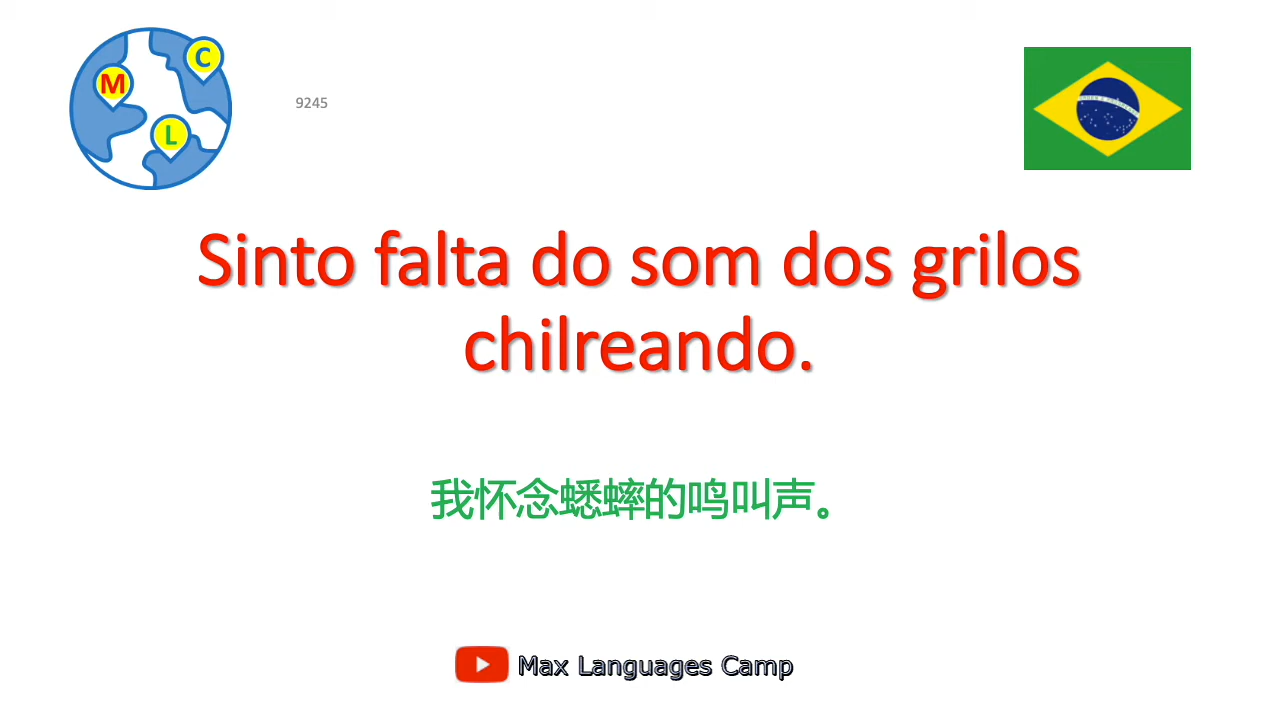 M
C
L
9245
Sinto falta do som dos grilos
chilreando.
我怀念蟋蟀的鸣叫声。
Max Languages Camp